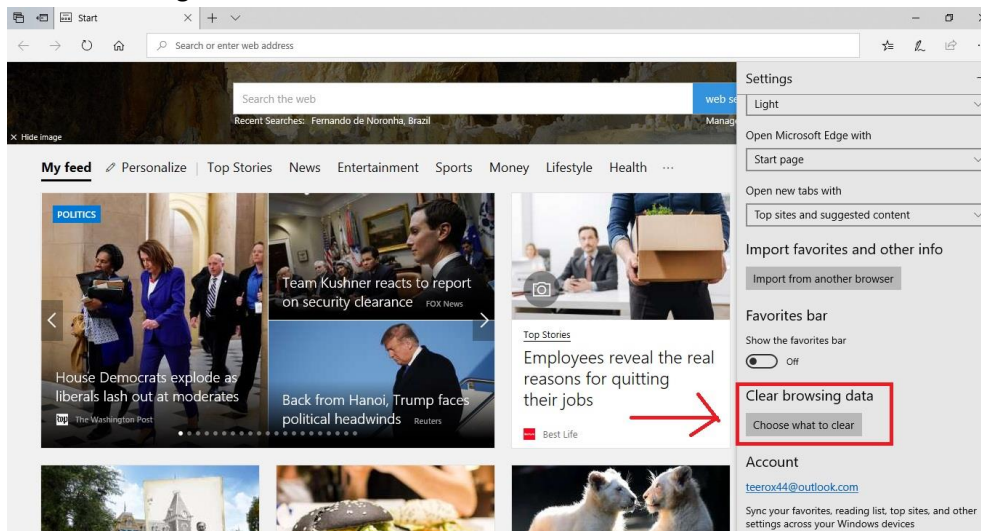 Start
Search or enter web address
Search the web
web se
Recent Searches: Fernando de Noronha, Brazil
Manag
Hide image
My feed Personalize Top Stories News Entertainment Sports Money Lifestyle Health ...
POLITICS
House Democrats explode as
liberals lash out at moderates
top The Washington Post
Team Kushner reacts to report
on security clearance FOX News
Back from Hanoi, Trump faces
political headwinds Reuters
Top Stories
Employees reveal the real
reasons for quitting
their jobs
Best Life
Settings
Light
Open Microsoft Edge with
Start page
Open new tabs with
Top sites and suggested content
Import favorites and other info
Import from another browser
Favorites bar
Show the favorites bar
Off
Clear browsing data
Choose what to clear
Account
teerox44@outlook.com
Sync your favorites, reading list, top sites, and other
settings across your Windows devices